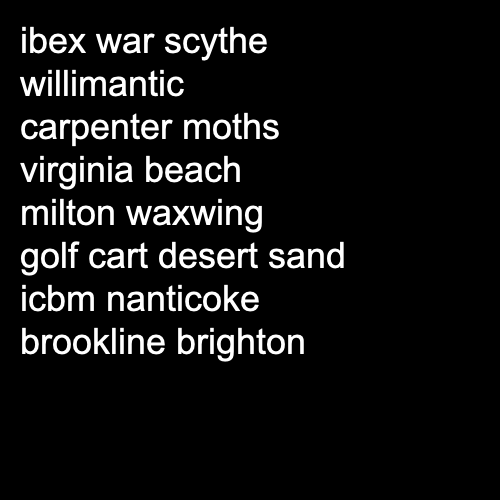 ibex war scythe
willimantic
carpenter moths
virginia beach
milton waxwing
golf cart desert sand
icbm nanticoke
brookline brighton